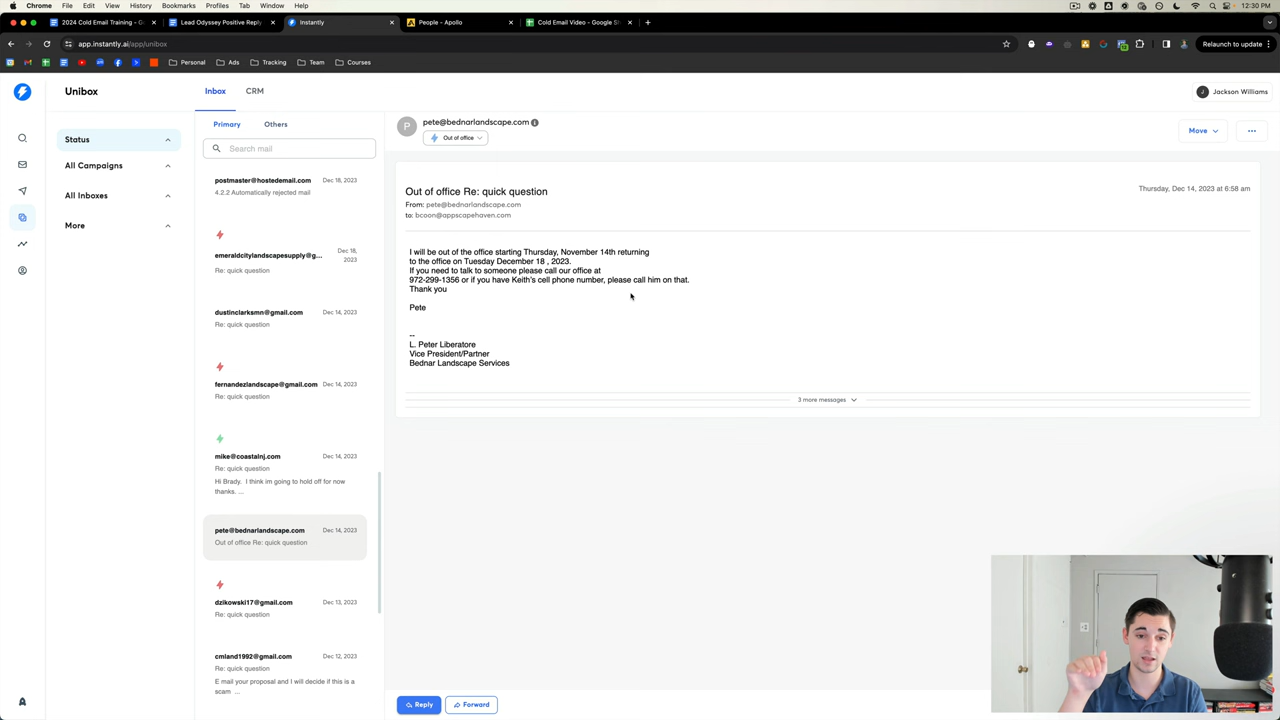 Chrome File Edit View History Bookmarks Profiles Tab Window Help
12:30 PM
2024 Cold Email Training - G
Lead Odyssey Positive Reply
Instantly
People - Apollo
Cold Email Video - Google Sh
app.instantly.ai/app/unibox
Relaunch to update
Personal Ads Tracking Team Courses
Unibox
Inbox CRM
J Jackson Williams
Status
All Campaigns
All Inboxes
More
Primary Others
Search mail
postmaster@hostedemail.com Dec 18, 2023
4.2.2 Automatically rejected mail
emeraldcitylandscapesupply@g... Dec 18, 2023
Re: quick question
dustinclarksmn@gmail.com Dec 14, 2023
Re: quick question
fernandezlandscape@gmail.com Dec 14, 2023
Re: quick question
mike@coastalnj.com Dec 14, 2023
Re: quick question
Hi Brady. I think im going to hold off for now
thanks. ...
pete@bednarlandscape.com Dec 14, 2023
Out of office Re: quick question
dzikowski17@gmail.com Dec 13, 2023
Re: quick question
cmland1992@gmail.com Dec 12, 2023
Re: quick question
E mail your proposal and I will decide if this is a
scam ...
P
pete@bednarlandscape.com
Out of office
Move
Out of office Re: quick question
Thursday, Dec 14, 2023 at 6:58 am
From: pete@bednarlandscape.com
to: bcoon@appscapehaven.com
I will be out of the office starting Thursday, November 14th returning
to the office on Tuesday December 18 , 2023.
If you need to talk to someone please call our office at
972-299-1356 or if you have Keith's cell phone number, please call him on that.
Thank you
Pete
--
L. Peter Liberatore
Vice President/Partner
Bednar Landscape Services
3 more messages
Reply Forward